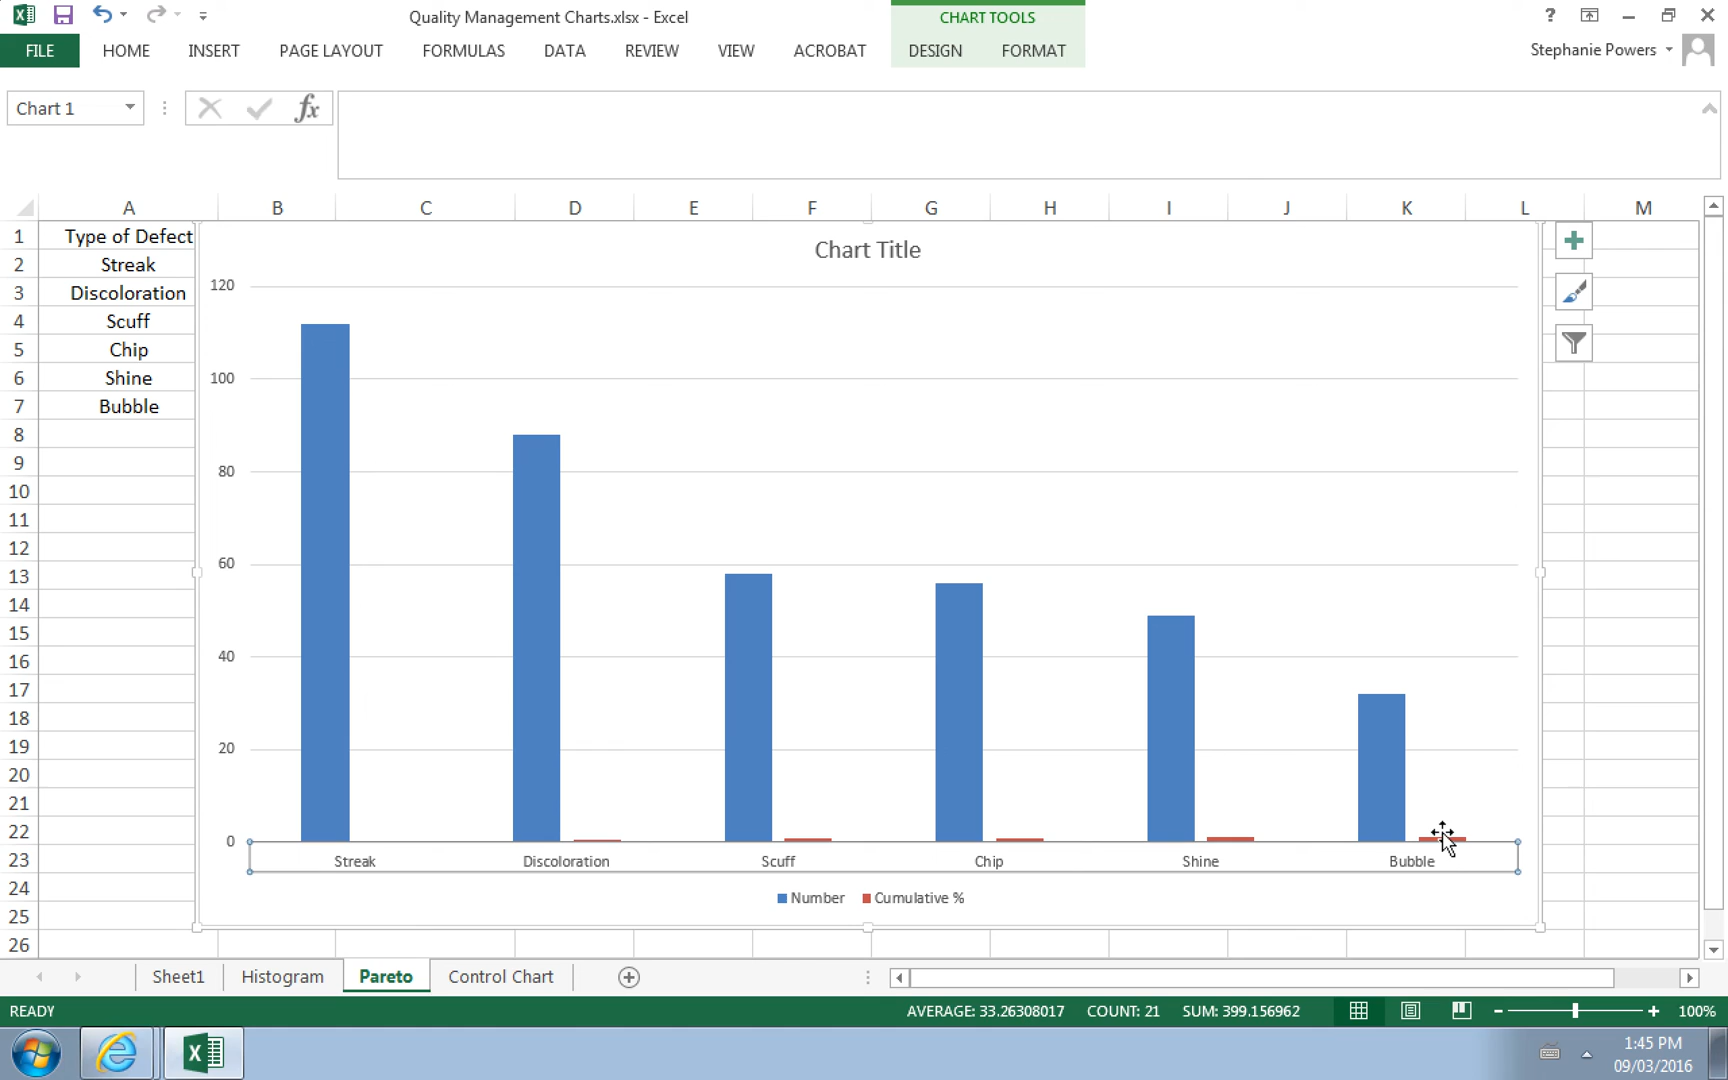 Quality Management Charts.xlsx - Excel
CHART TOOLS
?
FILE HOME INSERT PAGE LAYOUT FORMULAS DATA REVIEW VIEW ACROBAT DESIGN FORMAT
Stephanie Powers
Chart 1
fx
A B C D E F G H I J K L M
1 Type of Defect
2 Streak
3 Discoloration
4 Scuff
5 Chip
6 Shine
7 Bubble
8
9
10
11
12
13
14
15
16
17
18
19
20
21
22
23
24
25
26
Chart Title
120
100
80
60
40
20
0
Streak Discoloration Scuff Chip Shine Bubble
Number Cumulative %
Sheet1 Histogram Pareto Control Chart
READY
AVERAGE: 33.26308017 COUNT: 21 SUM: 399.156962
100%
1:45 PM
09/03/2016